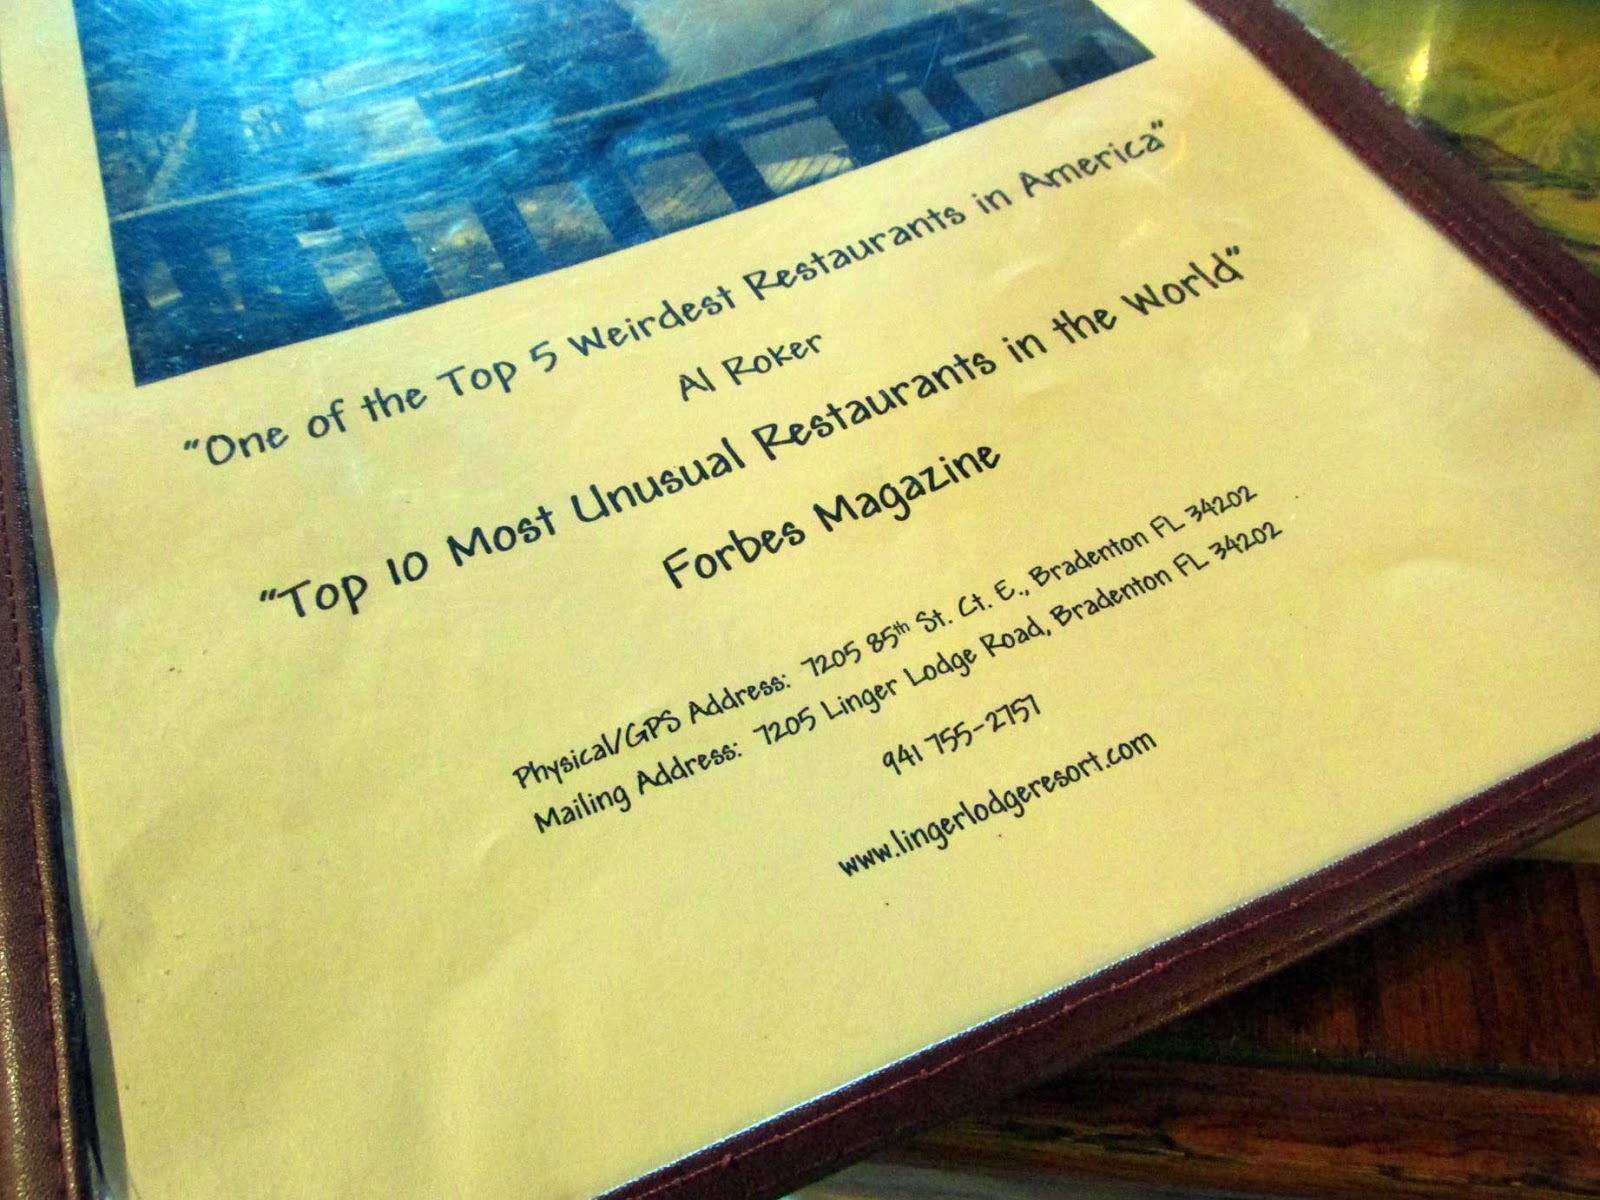 "One of the Top 5 Weirdest Restaurants in America"
Al Roker
"Top 10 Most Unusual Restaurants in the World"
Forbes Magazine
Physical/GPS Address: 7205 85th St. Ct. E., Bradenton FL 34202
Mailing Address: 7205 Linger Lodge Road, Bradenton FL 34202
941 755-2757
www.lingerlodgeresort.com